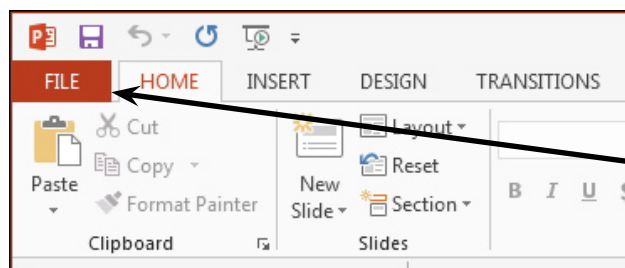 FILE HOME INSERT DESIGN TRANSITIONS
Cut
Copy
Format Painter
Paste
Clipboard
New
Slide
Layout
Reset
Section
Slides
B I U S